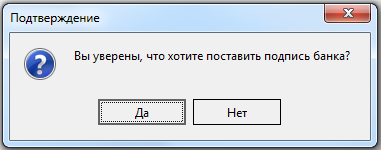 Подтверждение
Вы уверены, что хотите поставить подпись банка?
Да
Нет